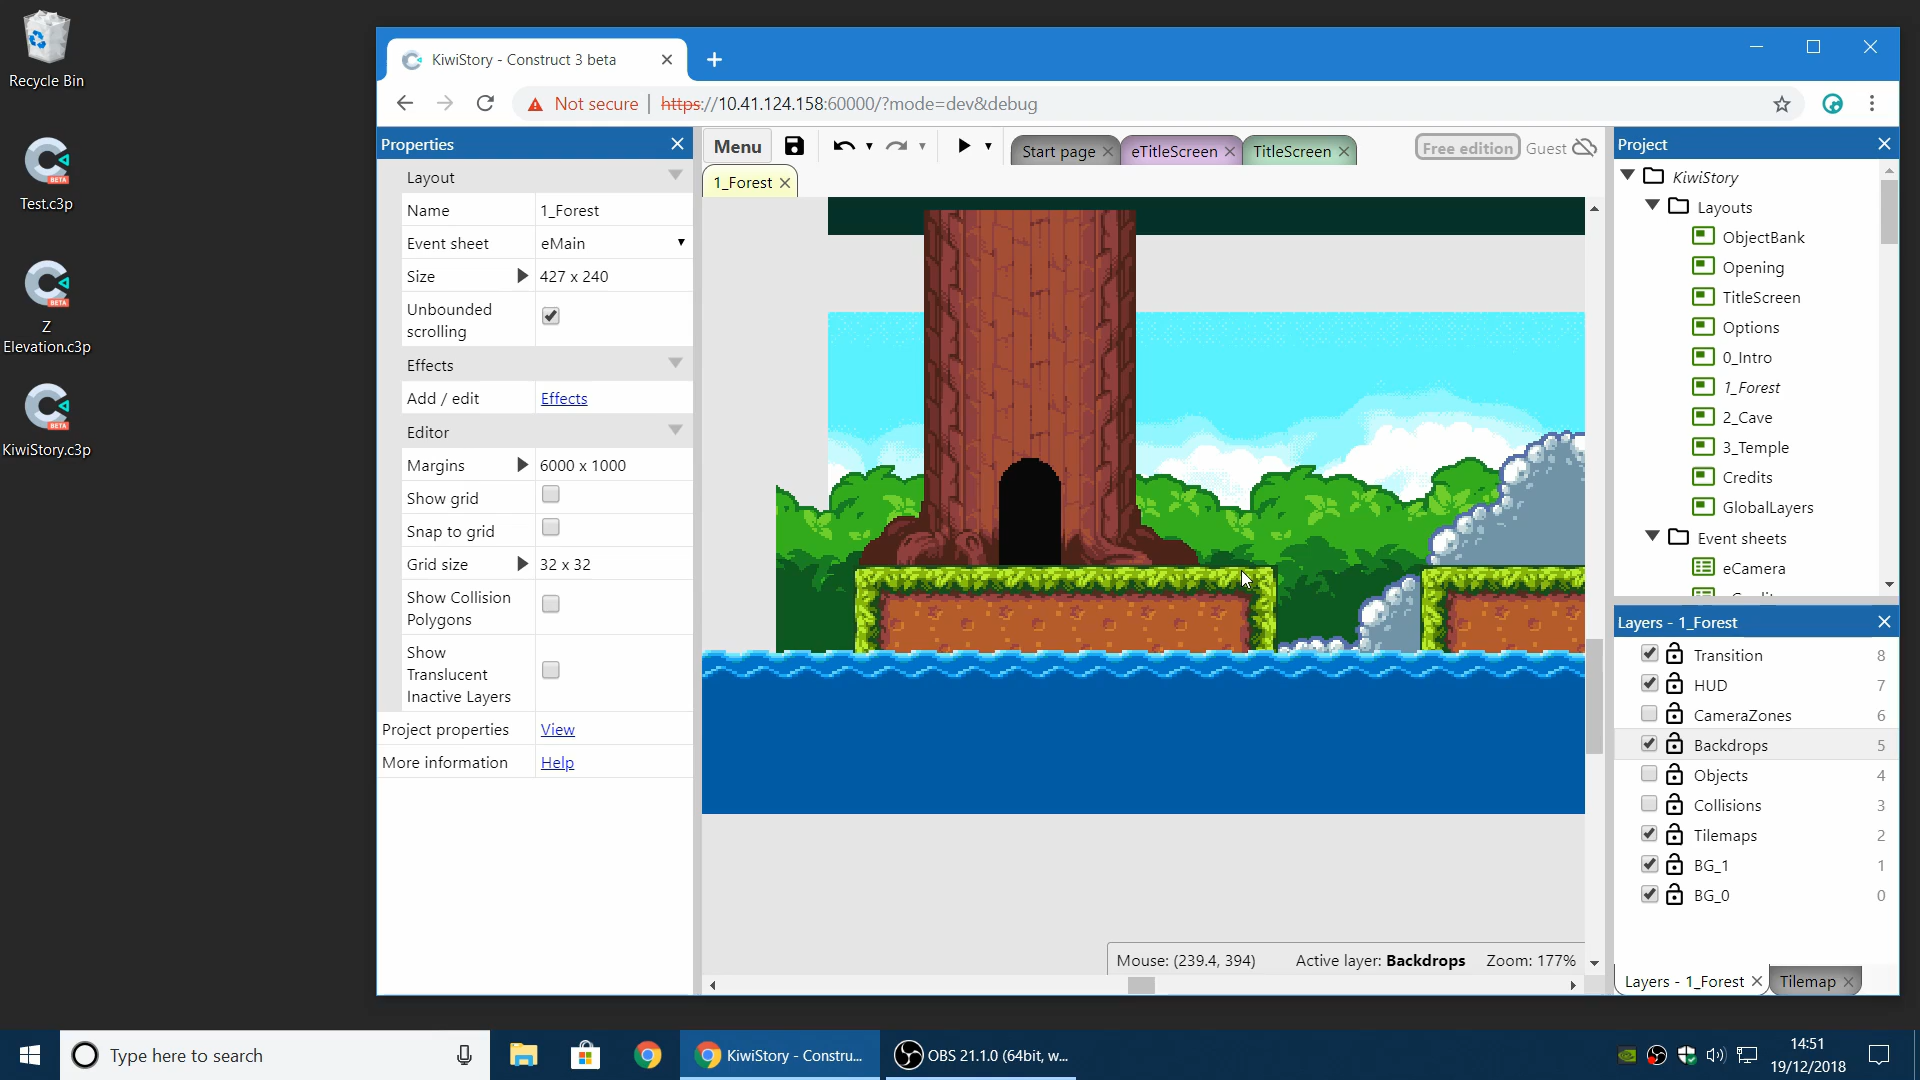 Recycle Bin
Test.c3p
Z
Elevation.c3p
KiwiStory.c3p
KiwiStory - Construct 3 beta
Not secure | https://10.41.124.158:60000/?mode=dev&debug
Properties
Layout
Name 1_Forest
Event sheet eMain
Size 427 x 240
Unbounded
scrolling
Effects
Add / edit Effects
Editor
Margins 6000 x 1000
Show grid
Snap to grid
Grid size 32 x 32
Show Collision
Polygons
Show
Translucent
Inactive Layers
Project properties View
More information Help
Menu
Start page
eTitleScreen
TitleScreen
Free edition
Guest
1_Forest
Mouse: (239.4, 394) Active layer: Backdrops Zoom: 177%
Project
KiwiStory
Layouts
ObjectBank
Opening
TitleScreen
Options
0_Intro
1_Forest
2_Cave
3_Temple
Credits
GlobalLayers
Event sheets
eCamera
Layers - 1_Forest
Transition 8
HUD 7
CameraZones 6
Backdrops 5
Objects 4
Collisions 3
Tilemaps 2
BG_1 1
BG_0 0
Layers - 1_Forest
Tilemap
Type here to search
KiwiStory - Constru...
OBS 21.1.0 (64bit, w...
14:51
19/12/2018